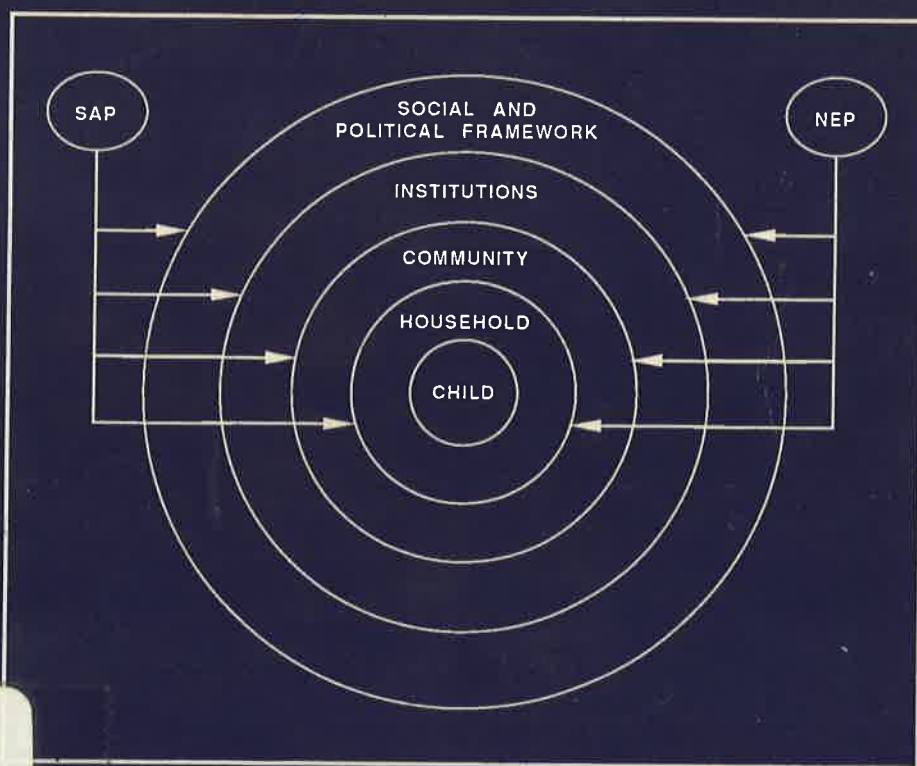 SAP
NEP
SOCIAL AND
POLITICAL FRAMEWORK
INSTITUTIONS
COMMUNITY
HOUSEHOLD
CHILD